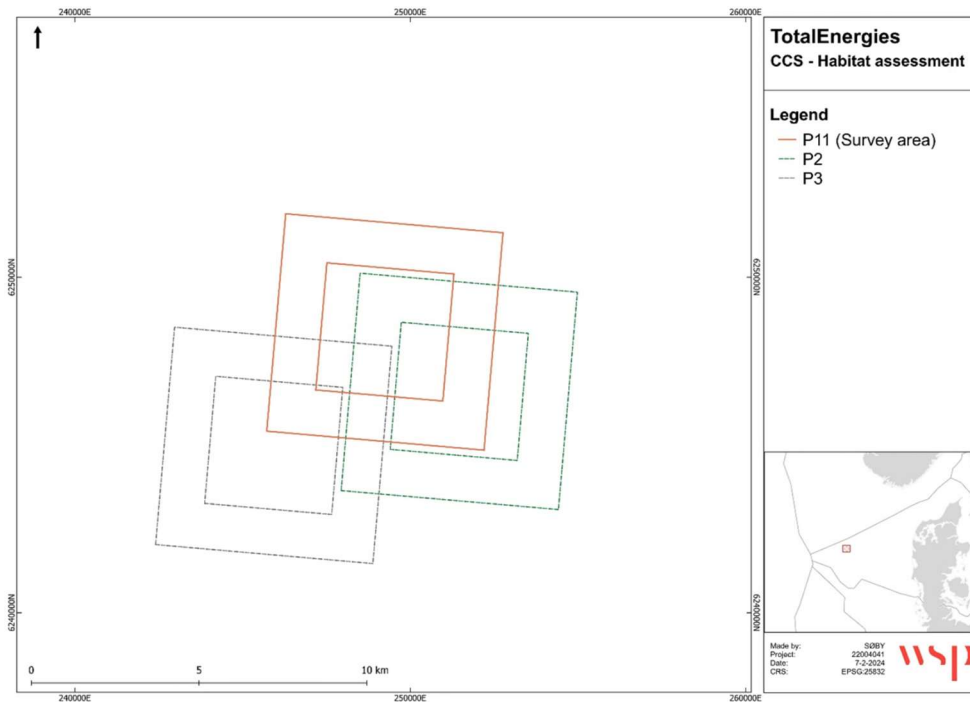 240000E
250000E
260000E
TotalEnergies
CCS - Habitat assessment
Legend
P11 (Survey area)
P2
P3
6250000N
6250000N
6240000N
6240000N
0
5
10 km
240000E
250000E
260000E
Made by: SØBY
Project: 22004041
Date: 7-2-2024
CRS: EPSG:25832
wsp